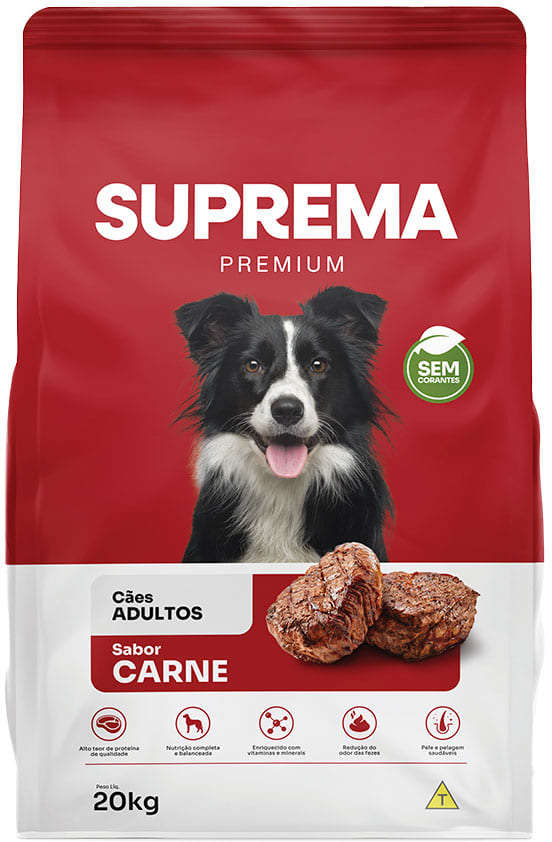 SUPREMA
PREMIUM
SEM
CORANTES
Cães
ADULTOS
Sabor
CARNE
Alto teor de proteína
de qualidade
Nutrição completa
e balanceada
Enriquecido com
vitaminas e minerais
Redução do
odor das fezes
Pele e pelagem
saudáveis
Peso Líq.
20kg
T